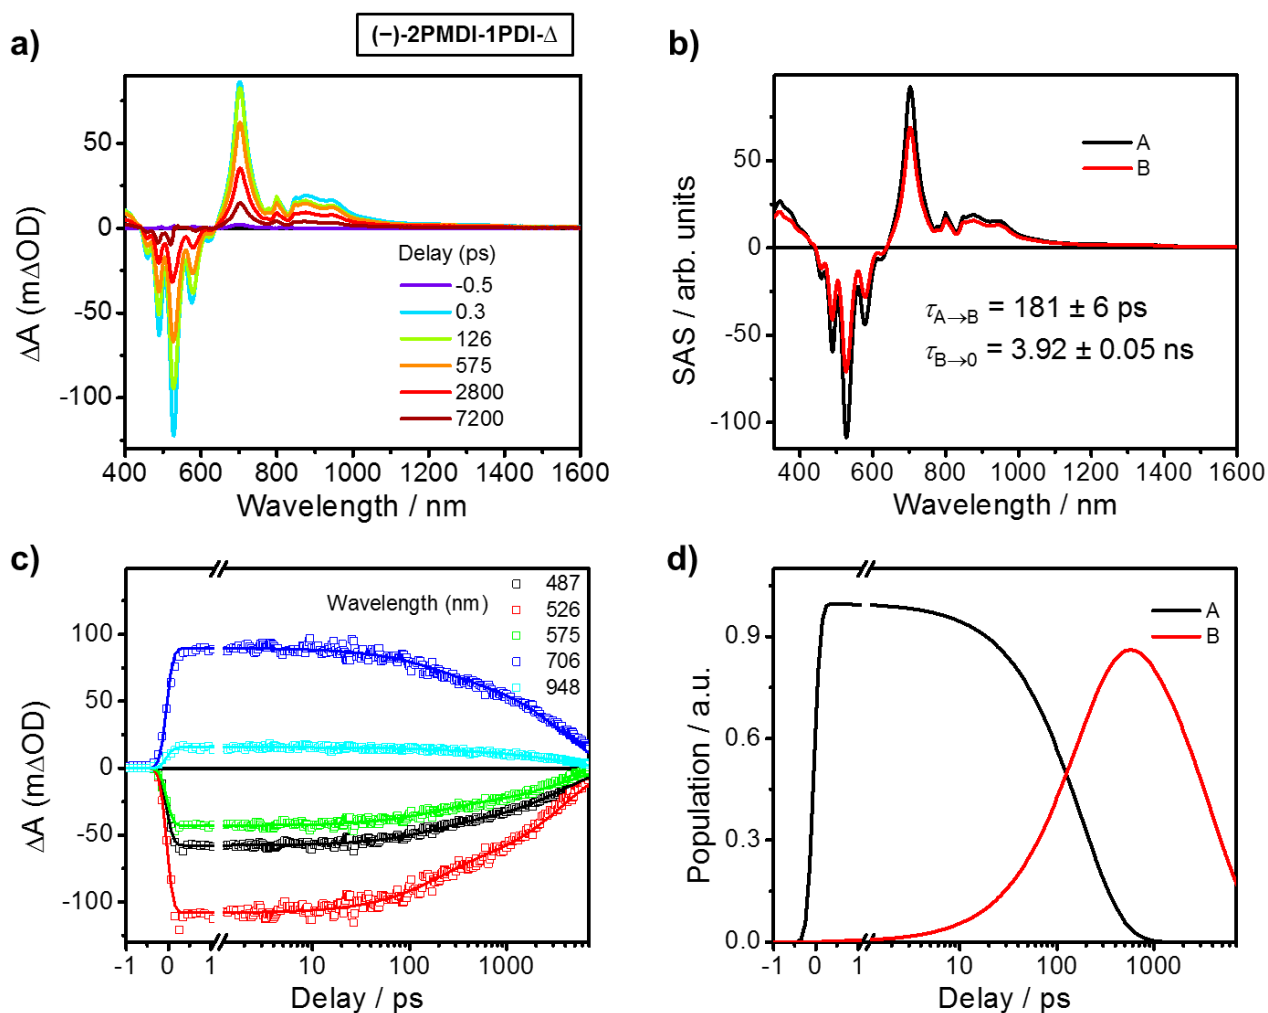 a)
(−)-2PMDI-1PDI-Δ
ΔA (mΔOD)
50
0
-50
-100
Delay (ps)
-0.5
0.3
126
575
2800
7200
400 600 800 1000 1200 1400 1600
Wavelength / nm
b)
SAS / arb. units
50
0
-50
-100
A
B
τA→B = 181 ± 6 ps
τB→0 = 3.92 ± 0.05 ns
400 600 800 1000 1200 1400 1600
Wavelength / nm
c)
ΔA (mΔOD)
100
50
0
-50
-100
Wavelength (nm)
487
526
575
706
948
-1 0 1 10 100 1000
Delay / ps
d)
Population / a.u.
0.9
0.6
0.3
0.0
A
B
-1 0 1 10 100 1000
Delay / ps